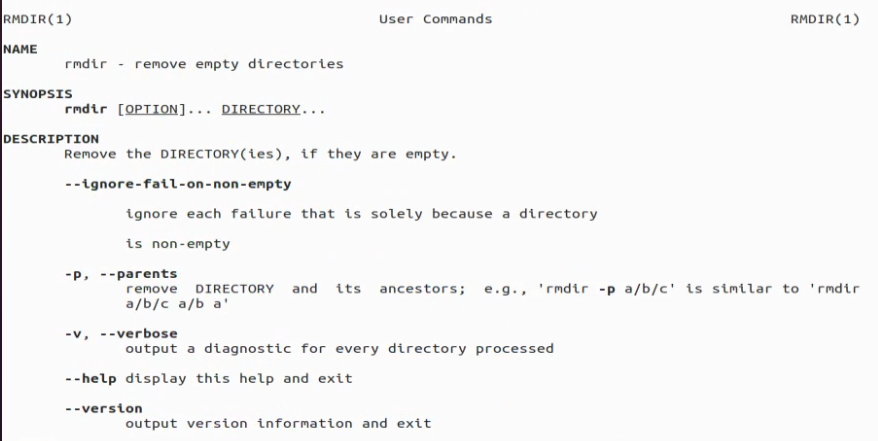 RMDIR(1) User Commands RMDIR(1)
NAME
rmdir - remove empty directories
SYNOPSIS
rmdir [OPTION]... DIRECTORY...
DESCRIPTION
Remove the DIRECTORY(ies), if they are empty.
--ignore-fail-on-non-empty
ignore each failure that is solely because a directory
is non-empty
-p, --parents
remove DIRECTORY and its ancestors; e.g., 'rmdir -p a/b/c' is similar to 'rmdir
a/b/c a/b a'
-v, --verbose
output a diagnostic for every directory processed
--help display this help and exit
--version
output version information and exit